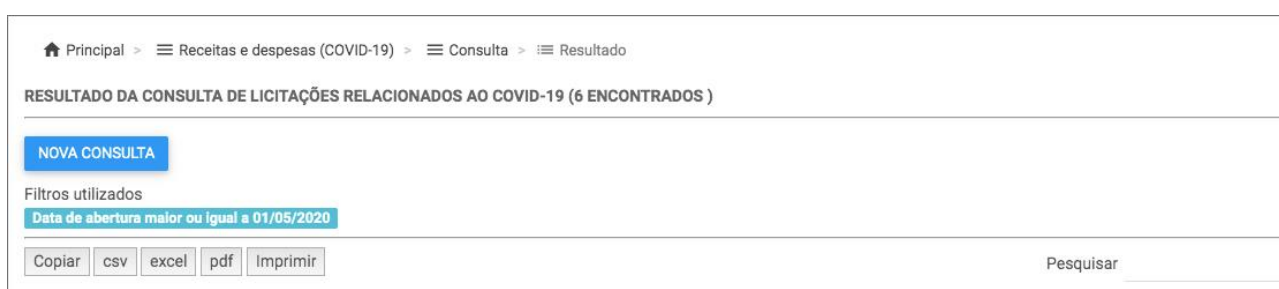 Principal > Receitas e despesas (COVID-19) > Consulta > Resultado
RESULTADO DA CONSULTA DE LICITAÇÕES RELACIONADOS AO COVID-19 (6 ENCONTRADOS )
NOVA CONSULTA
Filtros utilizados
Data de abertura maior ou igual a 01/05/2020
Copiar csv excel pdf Imprimir Pesquisar